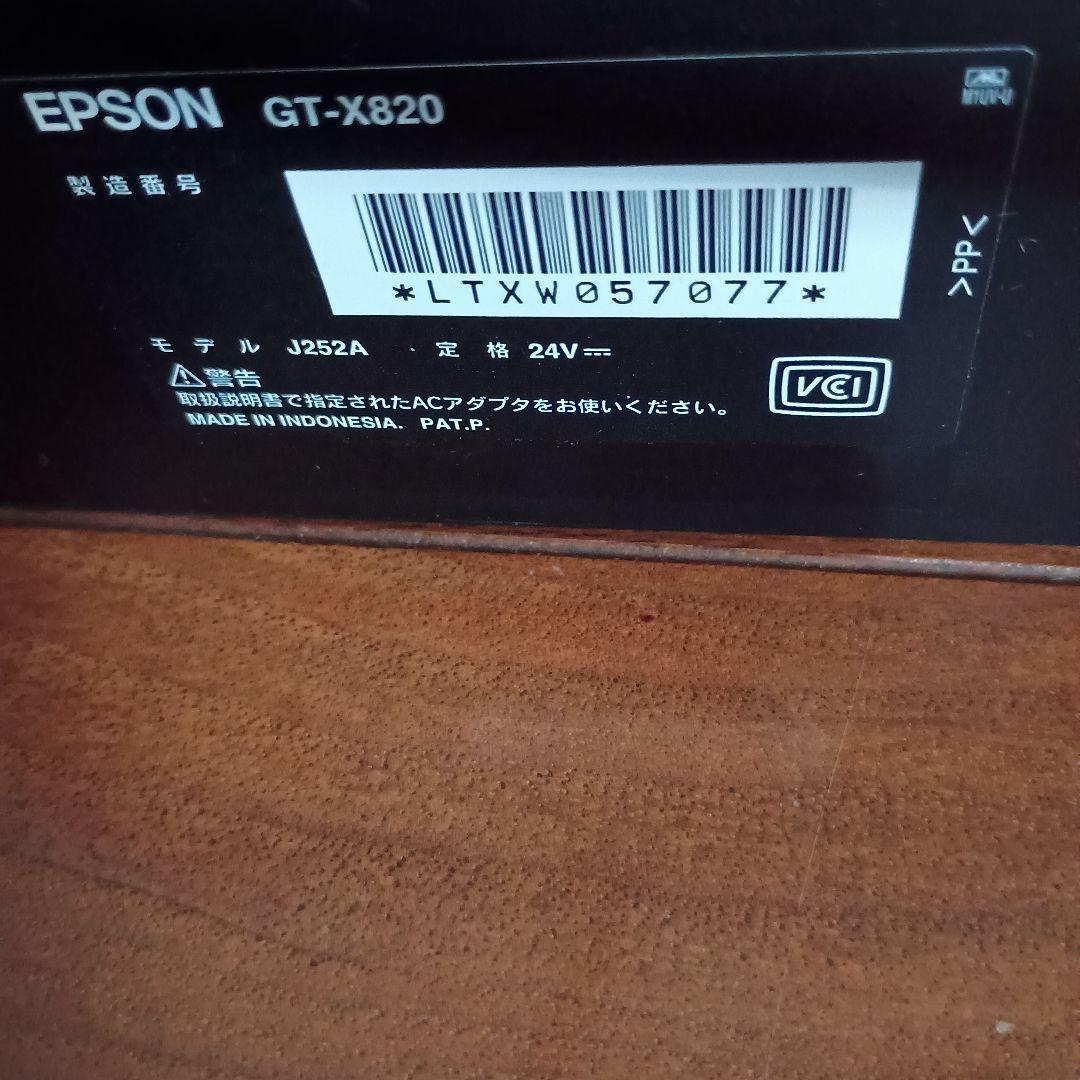 EPSON GT-X820
製造番号
*LTXW057077*
>PP<
モデル J252A 定格 24V
警告
取扱説明書で指定されたACアダプタをお使いください。
MADE IN INDONESIA. PAT.P.
VCCI